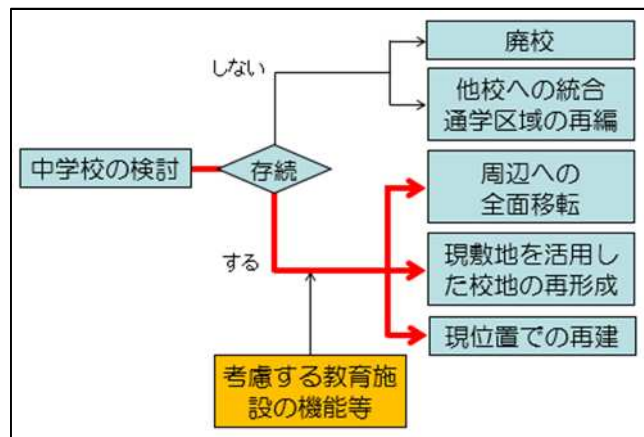 廃校
しない
他校への統合
通学区域の再編
中学校の検討
存続
周辺への
全面移転
する
現敷地を活用し
た校地の再形成
現位置での再建
考慮する教育施
設の機能等